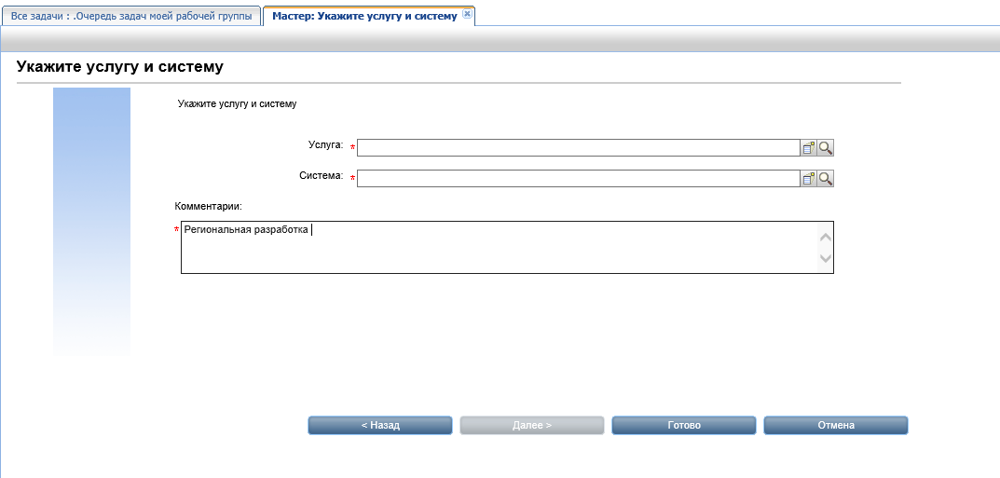 Все задачи : .Очередь задач моей рабочей группы
Мастер: Укажите услугу и систему
Укажите услугу и систему
Укажите услугу и систему
Услуга: *
Система: *
Комментарии:
* Региональная разработка
< Назад
Далее >
Готово
Отмена